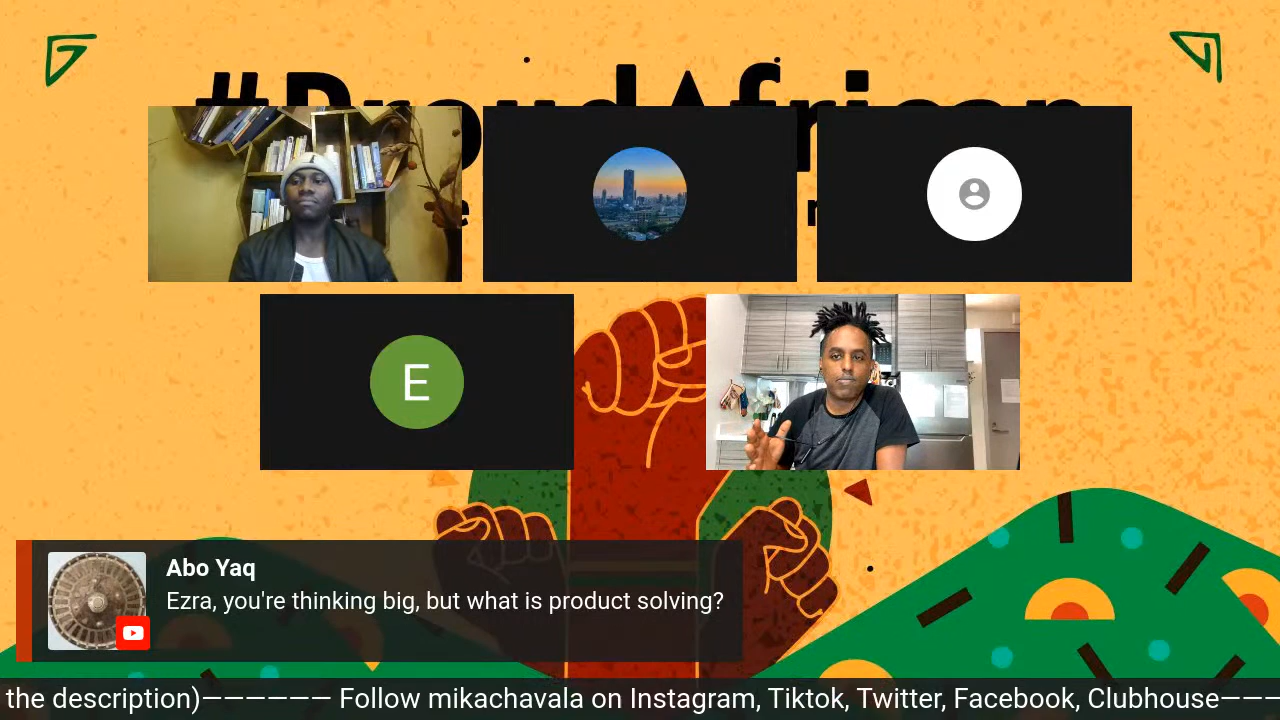 #ProudAfrican
E
Abo Yaq
Ezra, you're thinking big, but what is product solving?
the description)—————— Follow mikachavala on Instagram, Tiktok, Twitter, Facebook, Clubhouse———